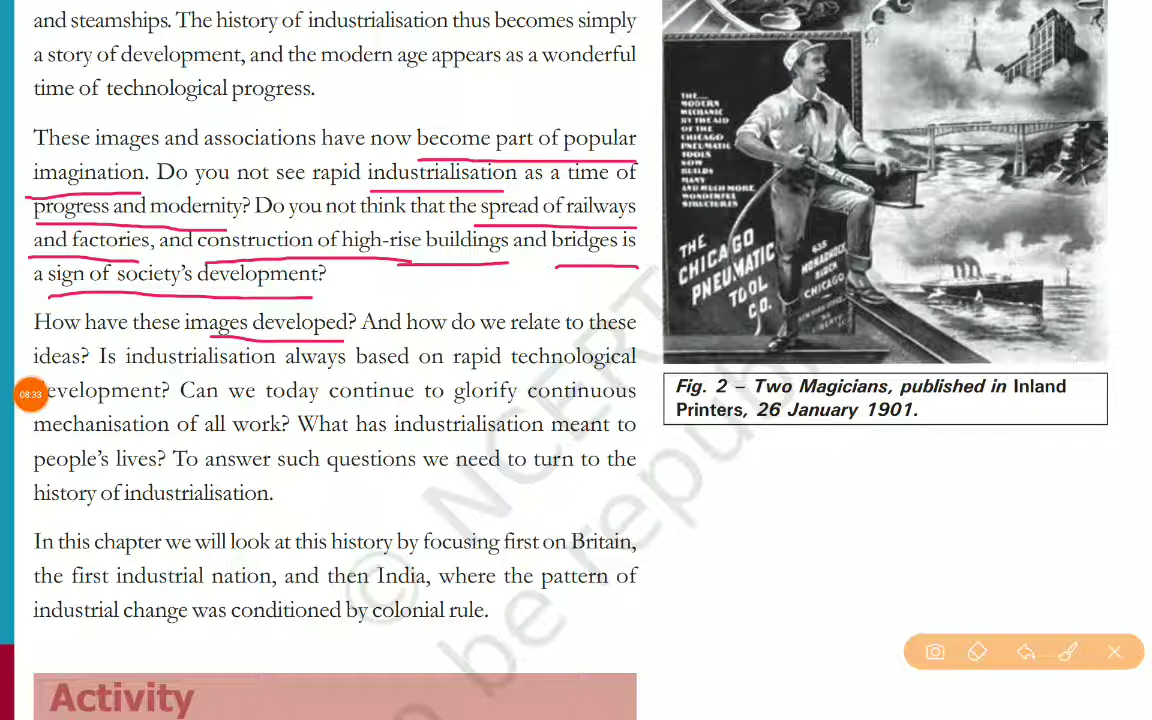 and steamships. The history of industrialisation thus becomes simply
a story of development, and the modern age appears as a wonderful
time of technological progress.
These images and associations have now become part of popular
imagination. Do you not see rapid industrialisation as a time of
progress and modernity? Do you not think that the spread of railways
and factories, and construction of high-rise buildings and bridges is
a sign of society's development?
How have these images developed? And how do we relate to these
ideas? Is industrialisation always based on rapid technological
evelopment? Can we today continue to glorify continuous
mechanisation of all work? What has industrialisation meant to
people's lives? To answer such questions we need to turn to the
history of industrialisation.
In this chapter we will look at this history by focusing first on Britain,
the first industrial nation, and then India, where the pattern of
industrial change was conditioned by colonial rule.
Activity
08:33
THE
MODERN
MECHANIC
BY THE AID
OF THE
CHICAGO
PNEUMATIC
TOOLS
NOW
BUILDS
MANY
AND MUCH MORE
WONDERFUL
STRUCTURES
THE
CHICAGO
PNEUMATIC
TOOL
CO.
635
MONADNOCK
BLOCK
CHICAGO
Fig. 2 – Two Magicians, published in Inland
Printers, 26 January 1901.
© NCERT
be republi